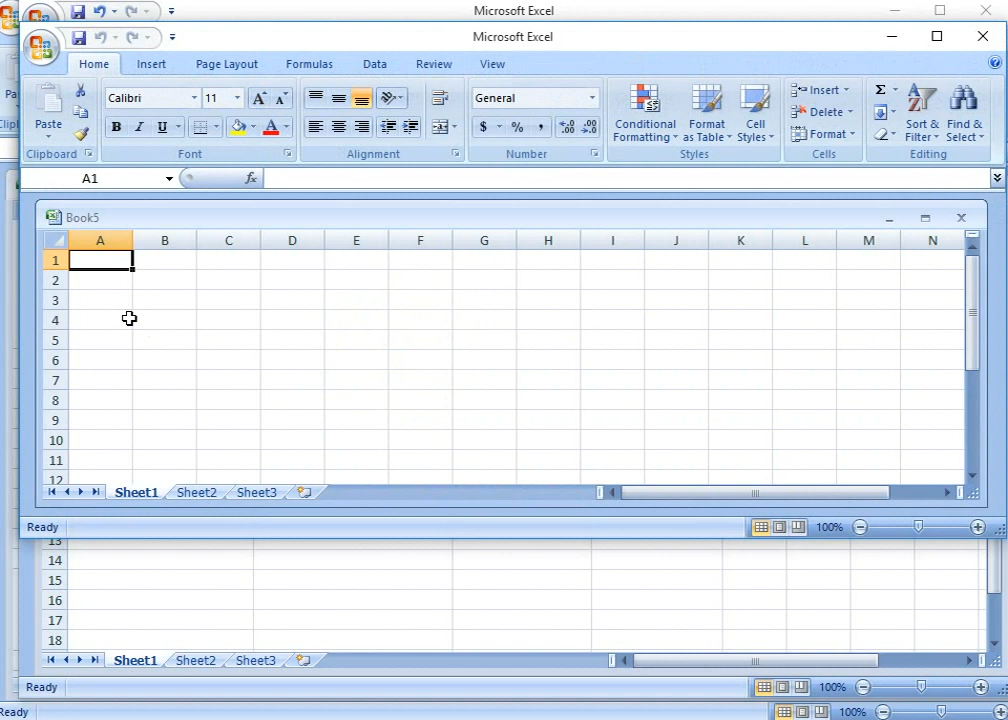 Microsoft Excel
Microsoft Excel
Home Insert Page Layout Formulas Data Review View
Pa
Paste
Calibri 11
General
Conditional Formatting
Format as Table
Cell Styles
Insert
Delete
Format
Σ
Sort & Filter
Find & Select
B I U A $ % , .00
Clipl
Clipboard Font Alignment Number Styles Cells Editing
A1 fx
Book5
A B C D E F G H I J K L M N
1
2
3
4
5
6
7
8
9
10
11
12
Sheet1 Sheet2 Sheet3
Ready 100%
13
14
15
16
17
18
Sheet1 Sheet2 Sheet3
Ready 100%
Ready 100%